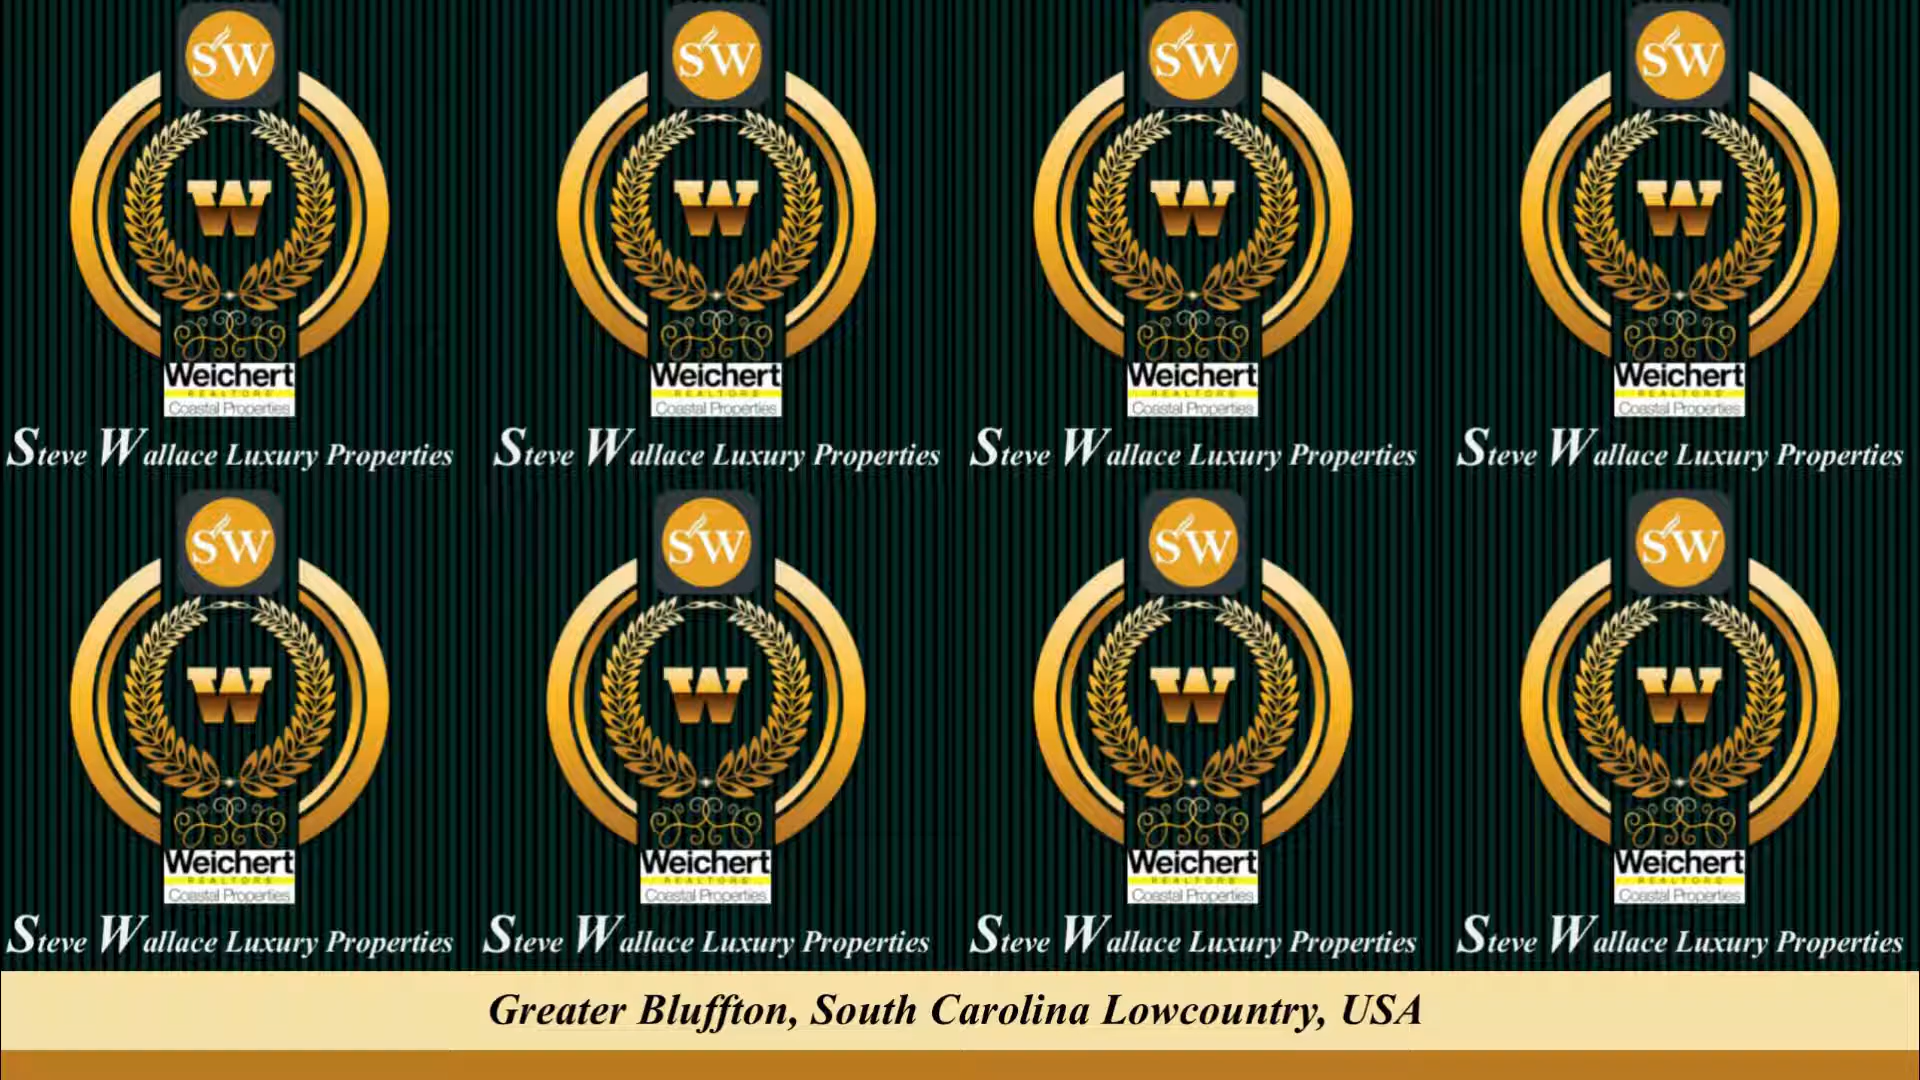 SW SW SW SW
W W W W
Weichert Weichert Weichert Weichert
REALTORS REALTORS REALTORS REALTORS
Coastal Properties Coastal Properties Coastal Properties Coastal Properties
Steve Wallace Luxury Properties Steve Wallace Luxury Properties Steve Wallace Luxury Properties Steve Wallace Luxury Properties
SW SW SW SW
W W W W
Weichert Weichert Weichert Weichert
REALTORS REALTORS REALTORS REALTORS
Coastal Properties Coastal Properties Coastal Properties Coastal Properties
Steve Wallace Luxury Properties Steve Wallace Luxury Properties Steve Wallace Luxury Properties Steve Wallace Luxury Properties
Greater Bluffton, South Carolina Lowcountry, USA